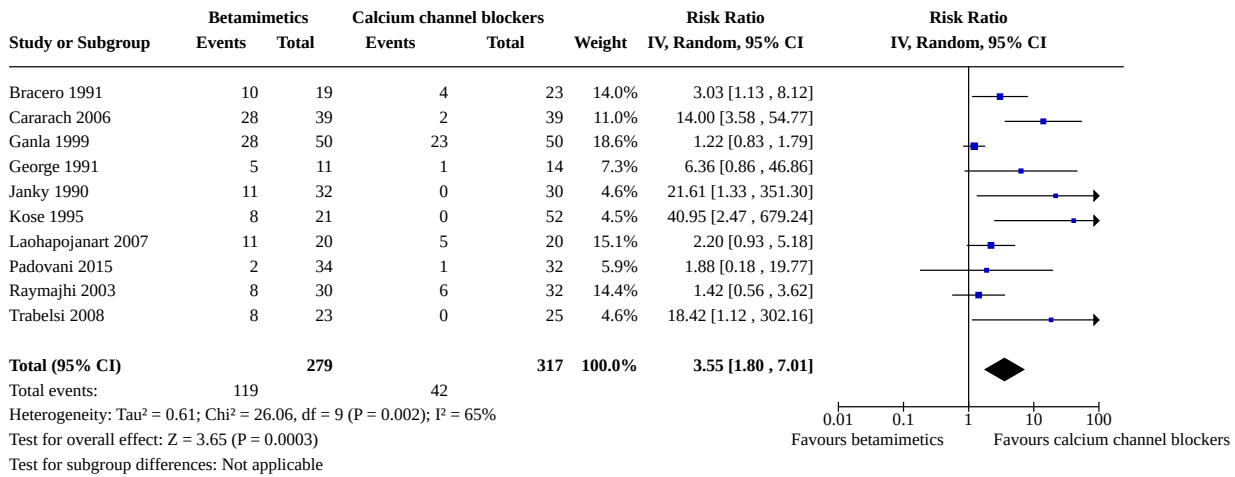 Betamimetics Calcium channel blockers Risk Ratio Risk Ratio
Study or Subgroup Events Total Events Total Weight IV, Random, 95% CI IV, Random, 95% CI
Bracero 1991 10 19 4 23 14.0% 3.03 [1.13 , 8.12]
Cararach 2006 28 39 2 39 11.0% 14.00 [3.58 , 54.77]
Ganla 1999 28 50 23 50 18.6% 1.22 [0.83 , 1.79]
George 1991 5 11 1 14 7.3% 6.36 [0.86 , 46.86]
Janky 1990 11 32 0 30 4.6% 21.61 [1.33 , 351.30]
Kose 1995 8 21 0 52 4.5% 40.95 [2.47 , 679.24]
Laohapojanart 2007 11 20 5 20 15.1% 2.20 [0.93 , 5.18]
Padovani 2015 2 34 1 32 5.9% 1.88 [0.18 , 19.77]
Raymajhi 2003 8 30 6 32 14.4% 1.42 [0.56 , 3.62]
Trabelsi 2008 8 23 0 25 4.6% 18.42 [1.12 , 302.16]
Total (95% CI) 279 317 100.0% 3.55 [1.80 , 7.01]
Total events: 119 42
Heterogeneity: Tau² = 0.61; Chi² = 26.06, df = 9 (P = 0.002); I² = 65%
0.01 0.1 1 10 100
Test for overall effect: Z = 3.65 (P = 0.0003)
Favours betamimetics Favours calcium channel blockers
Test for subgroup differences: Not applicable